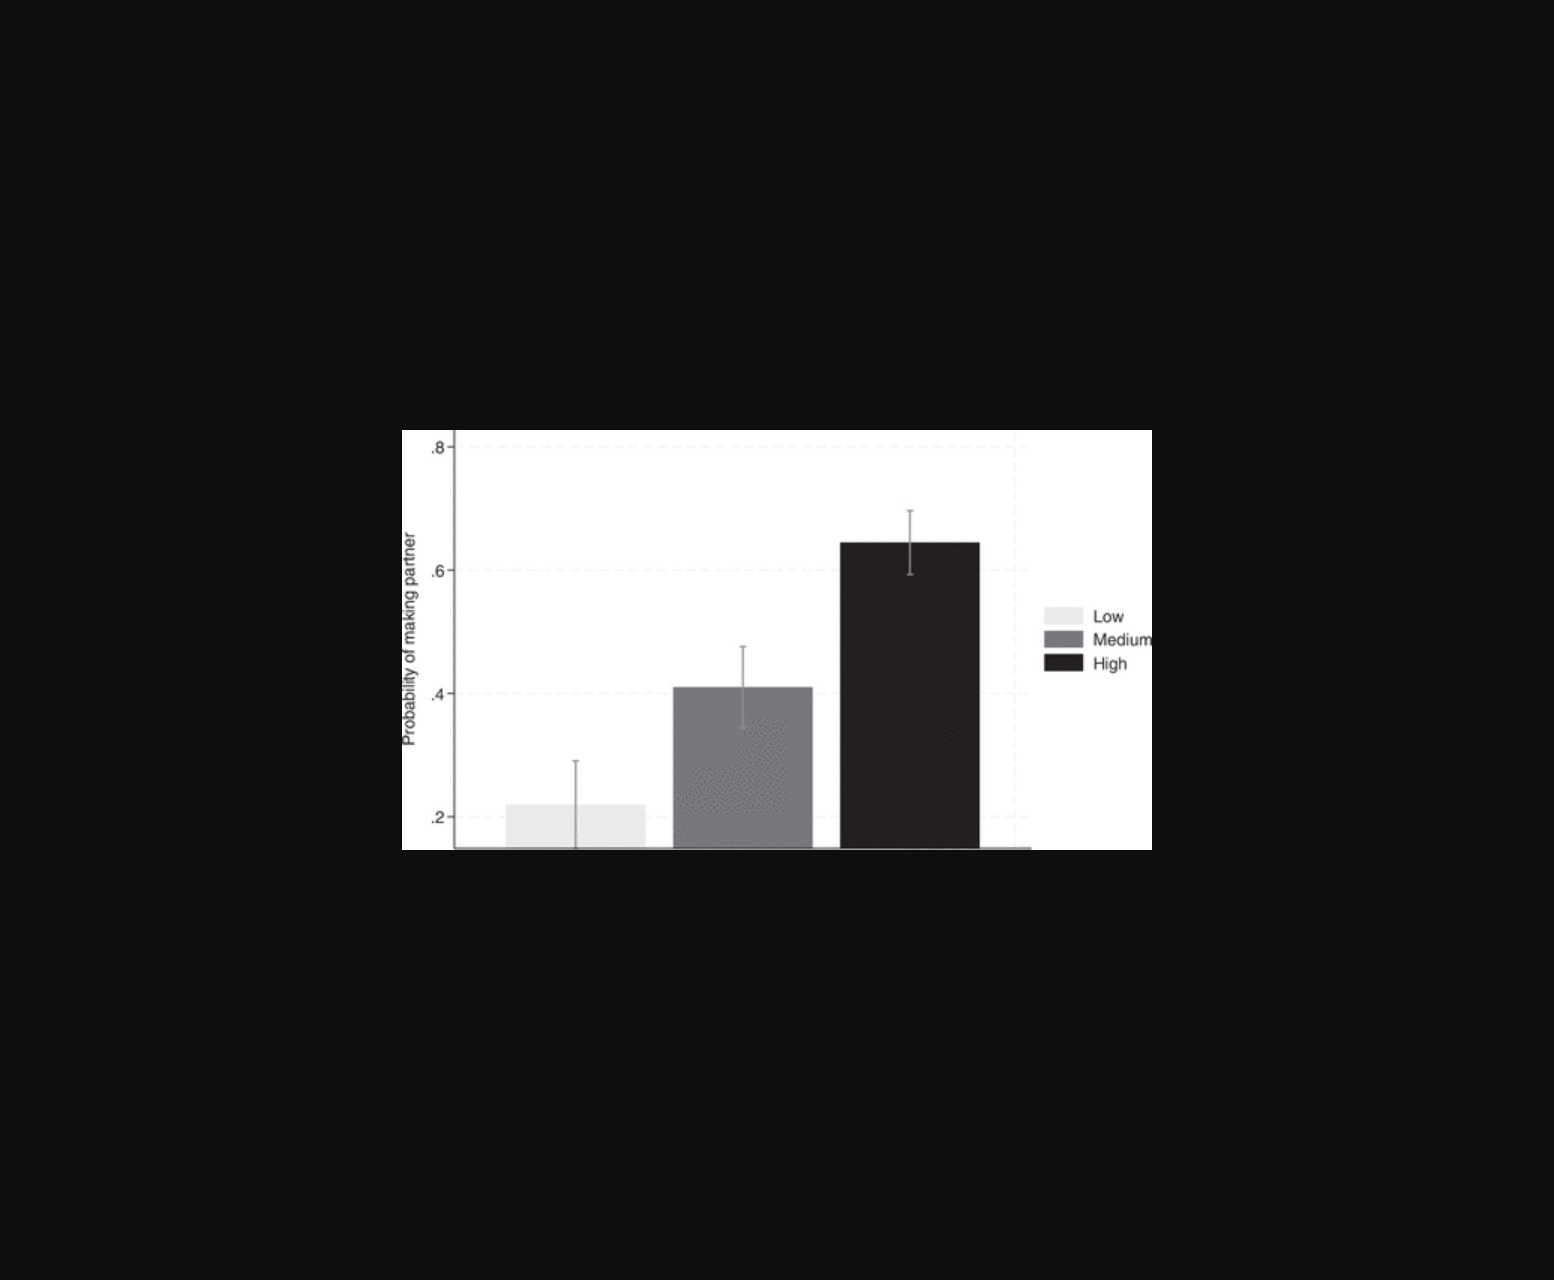 Probability of making partner
.8
.6
.4
.2
Low
Medium
High